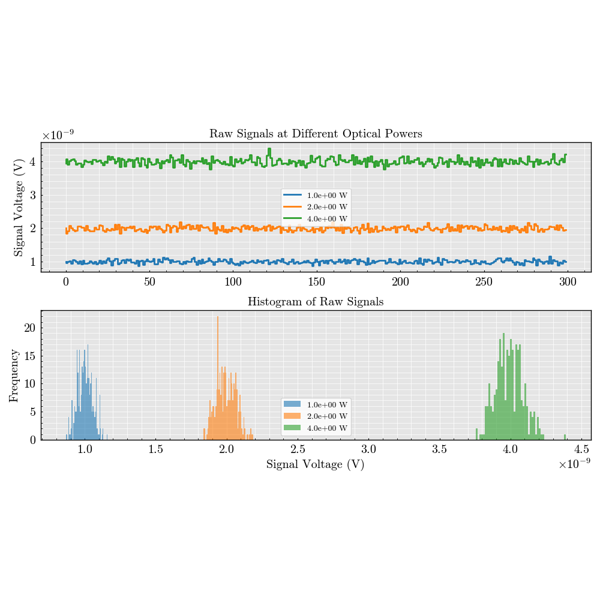 Raw Signals at Different Optical Powers
×10⁻⁹
Signal Voltage (V)
4
3
2
1
1.0e+00 W
2.0e+00 W
4.0e+00 W
0 50 100 150 200 250 300
Histogram of Raw Signals
Frequency
20
15
10
5
0
1.0e+00 W
2.0e+00 W
4.0e+00 W
1.0 1.5 2.0 2.5 3.0 3.5 4.0 4.5
Signal Voltage (V)
×10⁻⁹